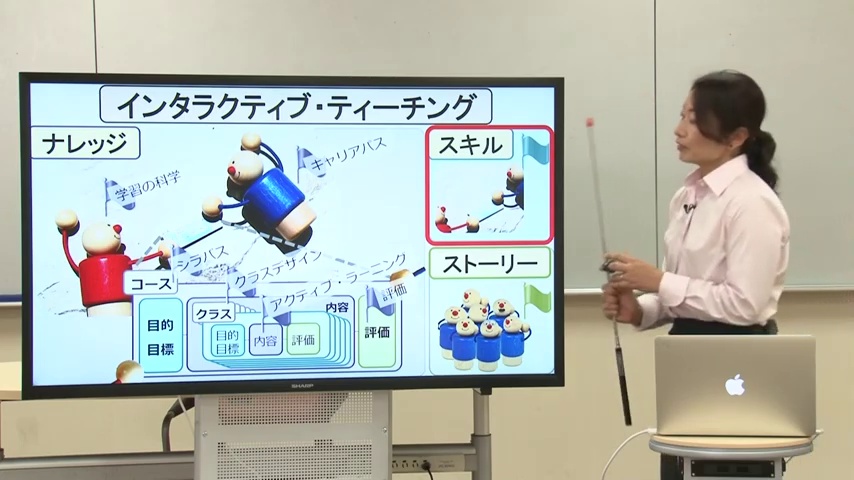 インタラクティブ・ティーチング
ナレッジ
スキル
キャリアパス
学習の科学
シラバス
クラスデザイン
アクティブ・ラーニング
評価
ストーリー
コース
目的
目標
クラス
内容
目的
目標
内容
評価
評価
SHARP